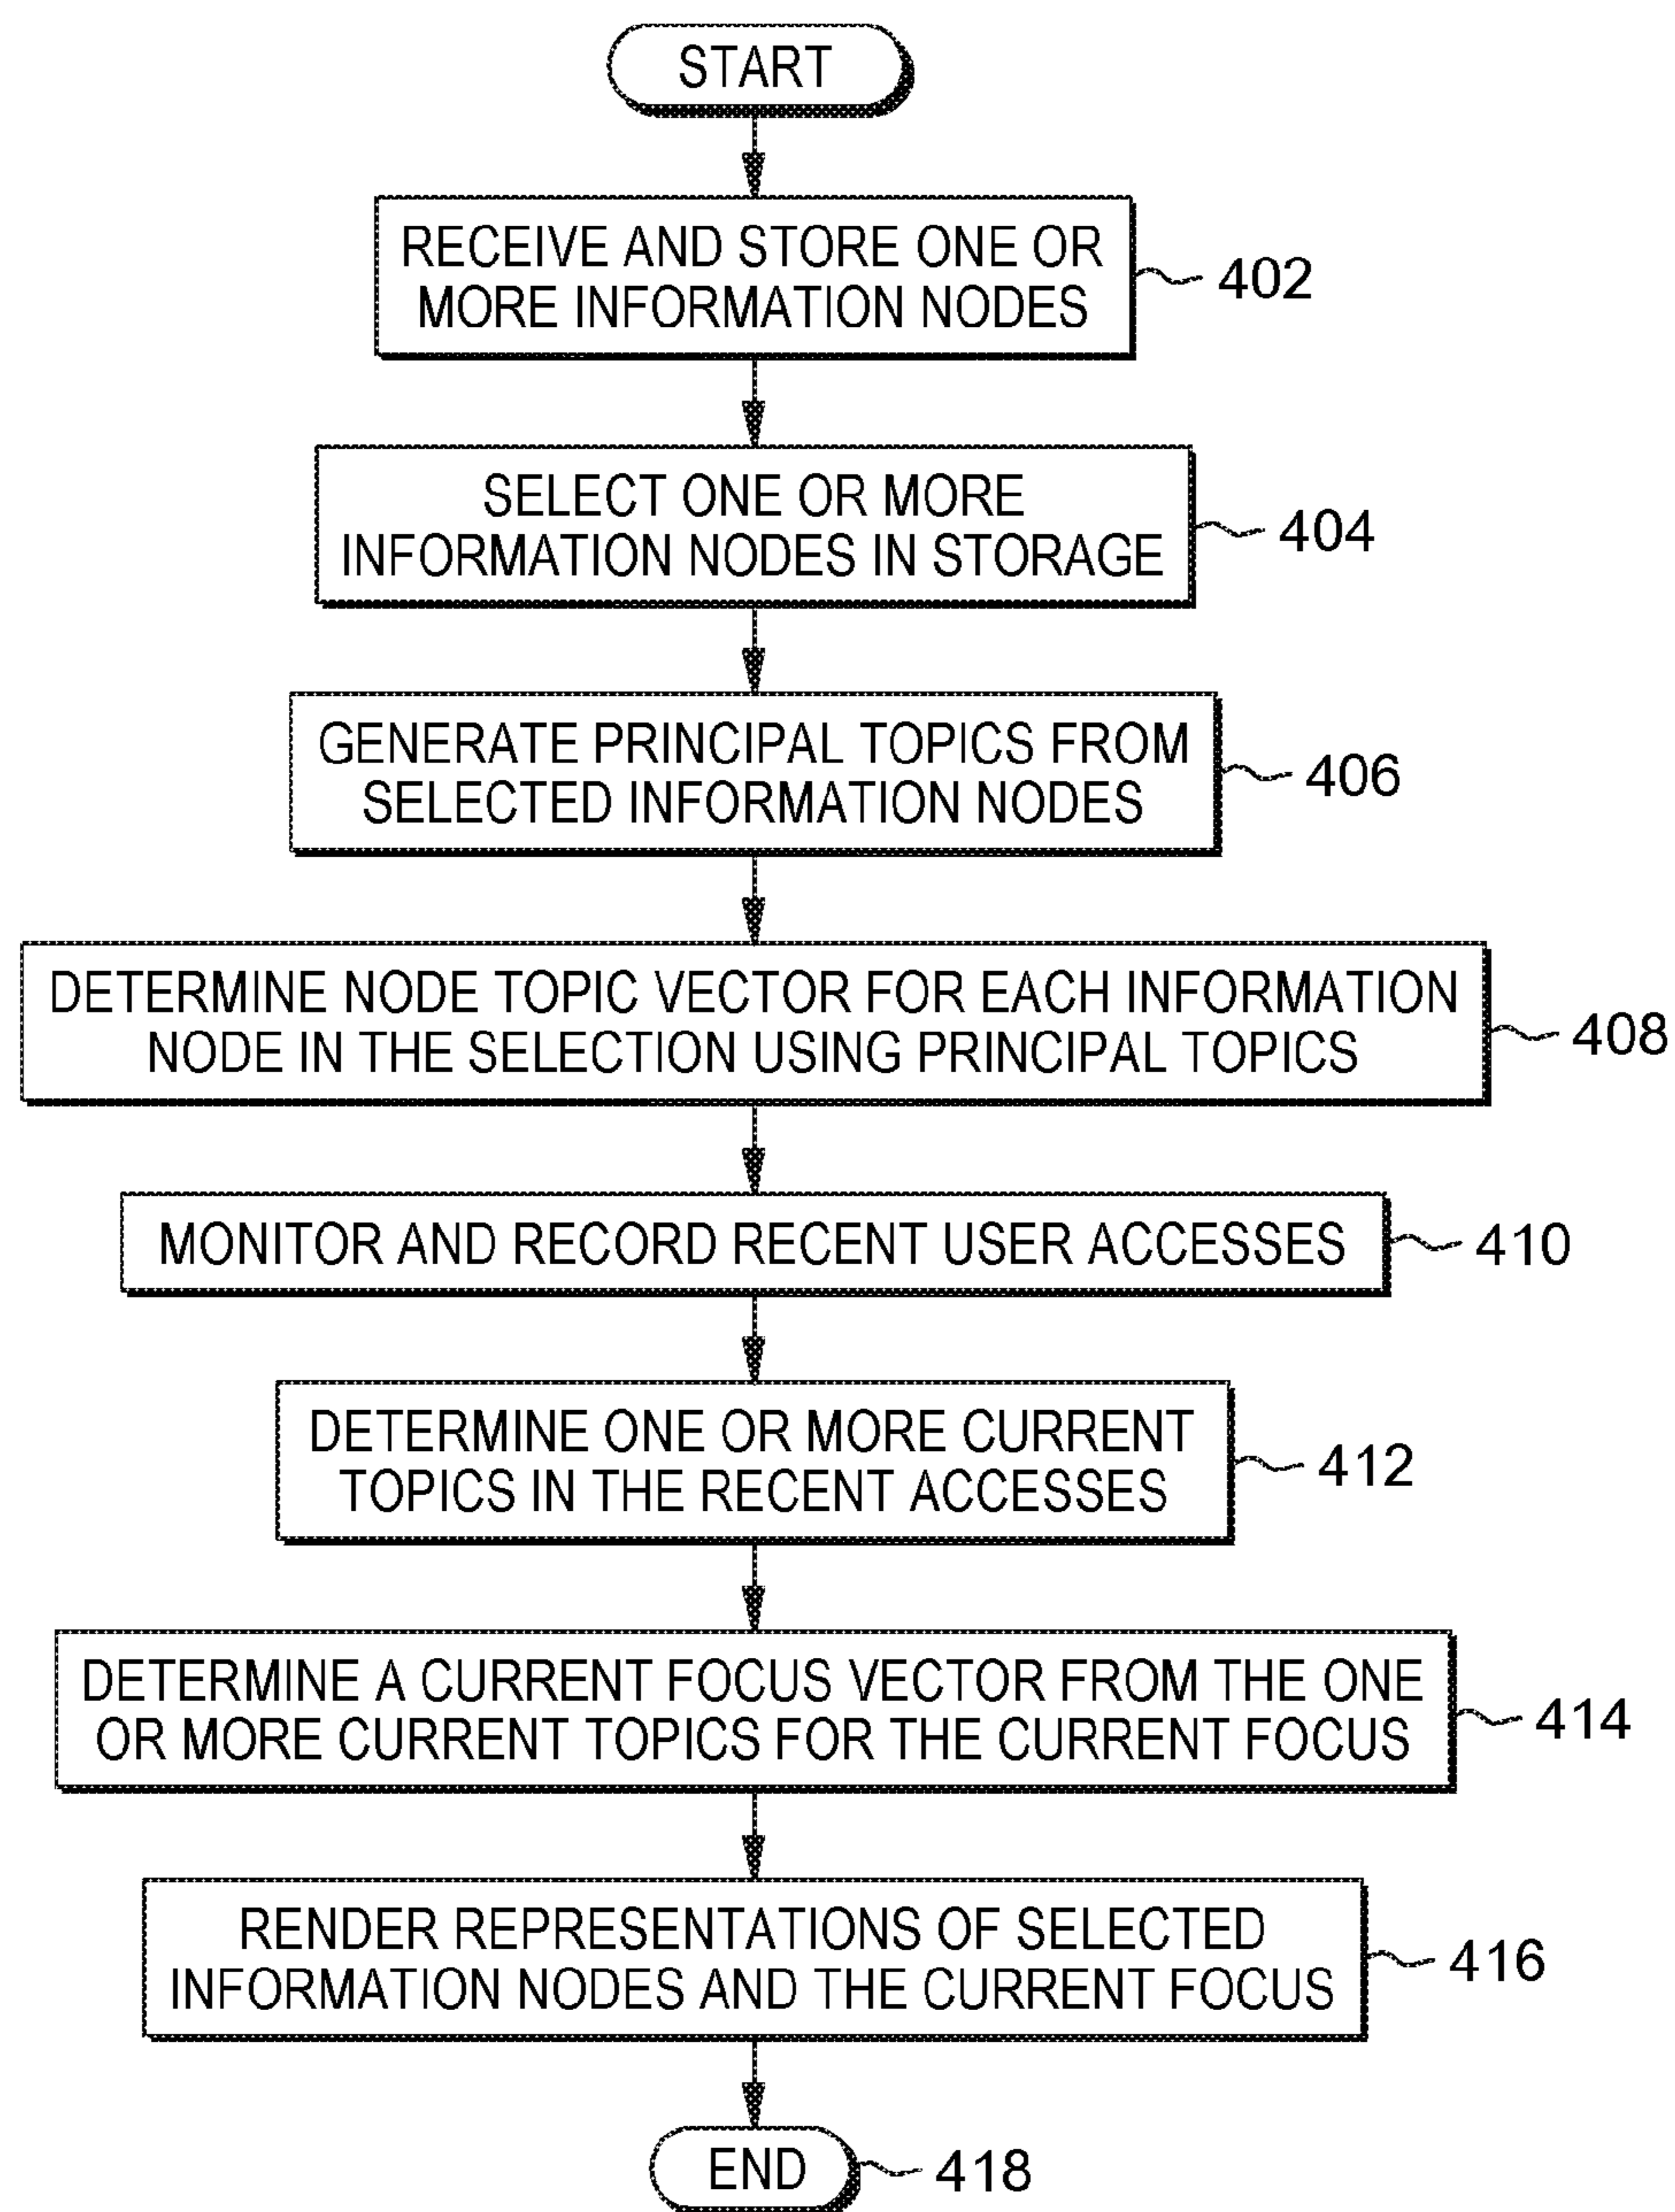 START
RECEIVE AND STORE ONE OR
MORE INFORMATION NODES
402
SELECT ONE OR MORE
INFORMATION NODES IN STORAGE
404
GENERATE PRINCIPAL TOPICS FROM
SELECTED INFORMATION NODES
406
DETERMINE NODE TOPIC VECTOR FOR EACH INFORMATION
NODE IN THE SELECTION USING PRINCIPAL TOPICS
408
MONITOR AND RECORD RECENT USER ACCESSES
410
DETERMINE ONE OR MORE CURRENT
TOPICS IN THE RECENT ACCESSES
412
DETERMINE A CURRENT FOCUS VECTOR FROM THE ONE
OR MORE CURRENT TOPICS FOR THE CURRENT FOCUS
414
RENDER REPRESENTATIONS OF SELECTED
INFORMATION NODES AND THE CURRENT FOCUS
416
END
418